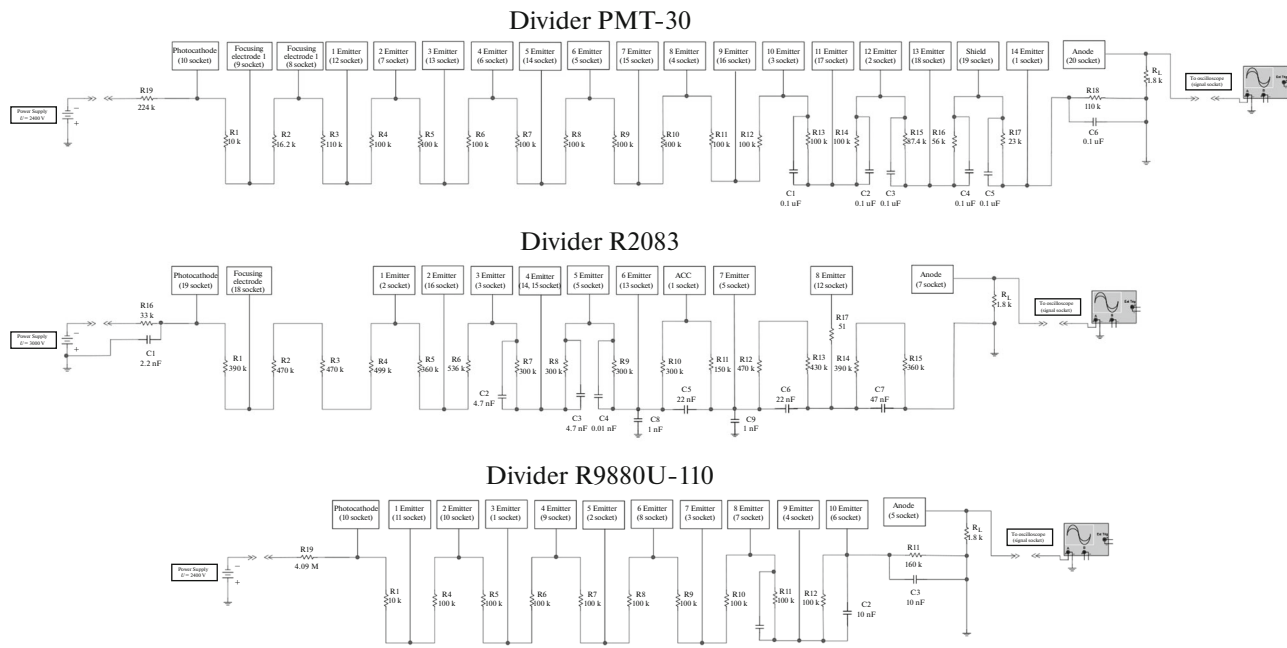 Divider PMT-30
Photocathode
(10 socket)
Focusing
electrode 1
(9 socket)
Focusing
electrode 1
(8 socket)
1 Emitter
(12 socket)
2 Emitter
(7 socket)
3 Emitter
(13 socket)
4 Emitter
(6 socket)
5 Emitter
(14 socket)
6 Emitter
(5 socket)
7 Emitter
(15 socket)
8 Emitter
(4 socket)
9 Emitter
(16 socket)
10 Emitter
(3 socket)
11 Emitter
(17 socket)
12 Emitter
(2 socket)
13 Emitter
(18 socket)
Shield
(19 socket)
14 Emitter
(1 socket)
Anode
(20 socket)
R_L
1.8 k
To oscilloscope
(signal socket)
Ext Trig
A B
Power Supply
U = 2400 V
R19
224 k
R1
10 k
R2
16.2 k
R3
110 k
R4
100 k
R5
100 k
R6
100 k
R7
100 k
R8
100 k
R9
100 k
R10
100 k
R11
100 k
R12
100 k
R13
100 k
R14
100 k
R15
87.4 k
R16
56 k
R17
23 k
R18
110 k
C6
0.1 uF
C1
0.1 uF
C2
0.1 uF
C3
0.1 uF
C4
0.1 uF
C5
0.1 uF
Divider R2083
Photocathode
(19 socket)
Focusing
electrode
(18 socket)
1 Emitter
(2 socket)
2 Emitter
(16 socket)
3 Emitter
(3 socket)
4 Emitter
(14, 15 socket)
5 Emitter
(5 socket)
6 Emitter
(13 socket)
ACC
(1 socket)
7 Emitter
(5 socket)
8 Emitter
(12 socket)
Anode
(7 socket)
R_L
1.8 k
To oscilloscope
(signal socket)
Ext Trig
A B
Power Supply
U = 3000 V
R16
33 k
C1
2.2 nF
R1
390 k
R2
470 k
R3
470 k
R4
499 k
R5
360 k
R6
536 k
R7
300 k
R8
300 k
R9
300 k
R10
300 k
R11
150 k
R12
470 k
R13
430 k
R17
51
R14
390 k
R15
360 k
C2
4.7 nF
C3
4.7 nF
C4
0.01 nF
C8
1 nF
C5
22 nF
C9
1 nF
C6
22 nF
C7
47 nF
Divider R9880U-110
Photocathode
(10 socket)
1 Emitter
(11 socket)
2 Emitter
(10 socket)
3 Emitter
(1 socket)
4 Emitter
(9 socket)
5 Emitter
(2 socket)
6 Emitter
(8 socket)
7 Emitter
(3 socket)
8 Emitter
(7 socket)
9 Emitter
(4 socket)
10 Emitter
(6 socket)
Anode
(5 socket)
R_L
1.8 k
To oscilloscope
(signal socket)
Ext Trig
A B
Power Supply
U = 2400 V
R19
4.09 M
R1
10 k
R4
100 k
R5
100 k
R6
100 k
R7
100 k
R8
100 k
R9
100 k
R10
100 k
R11
100 k
R12
100 k
C2
10 nF
R11
160 k
C3
10 nF